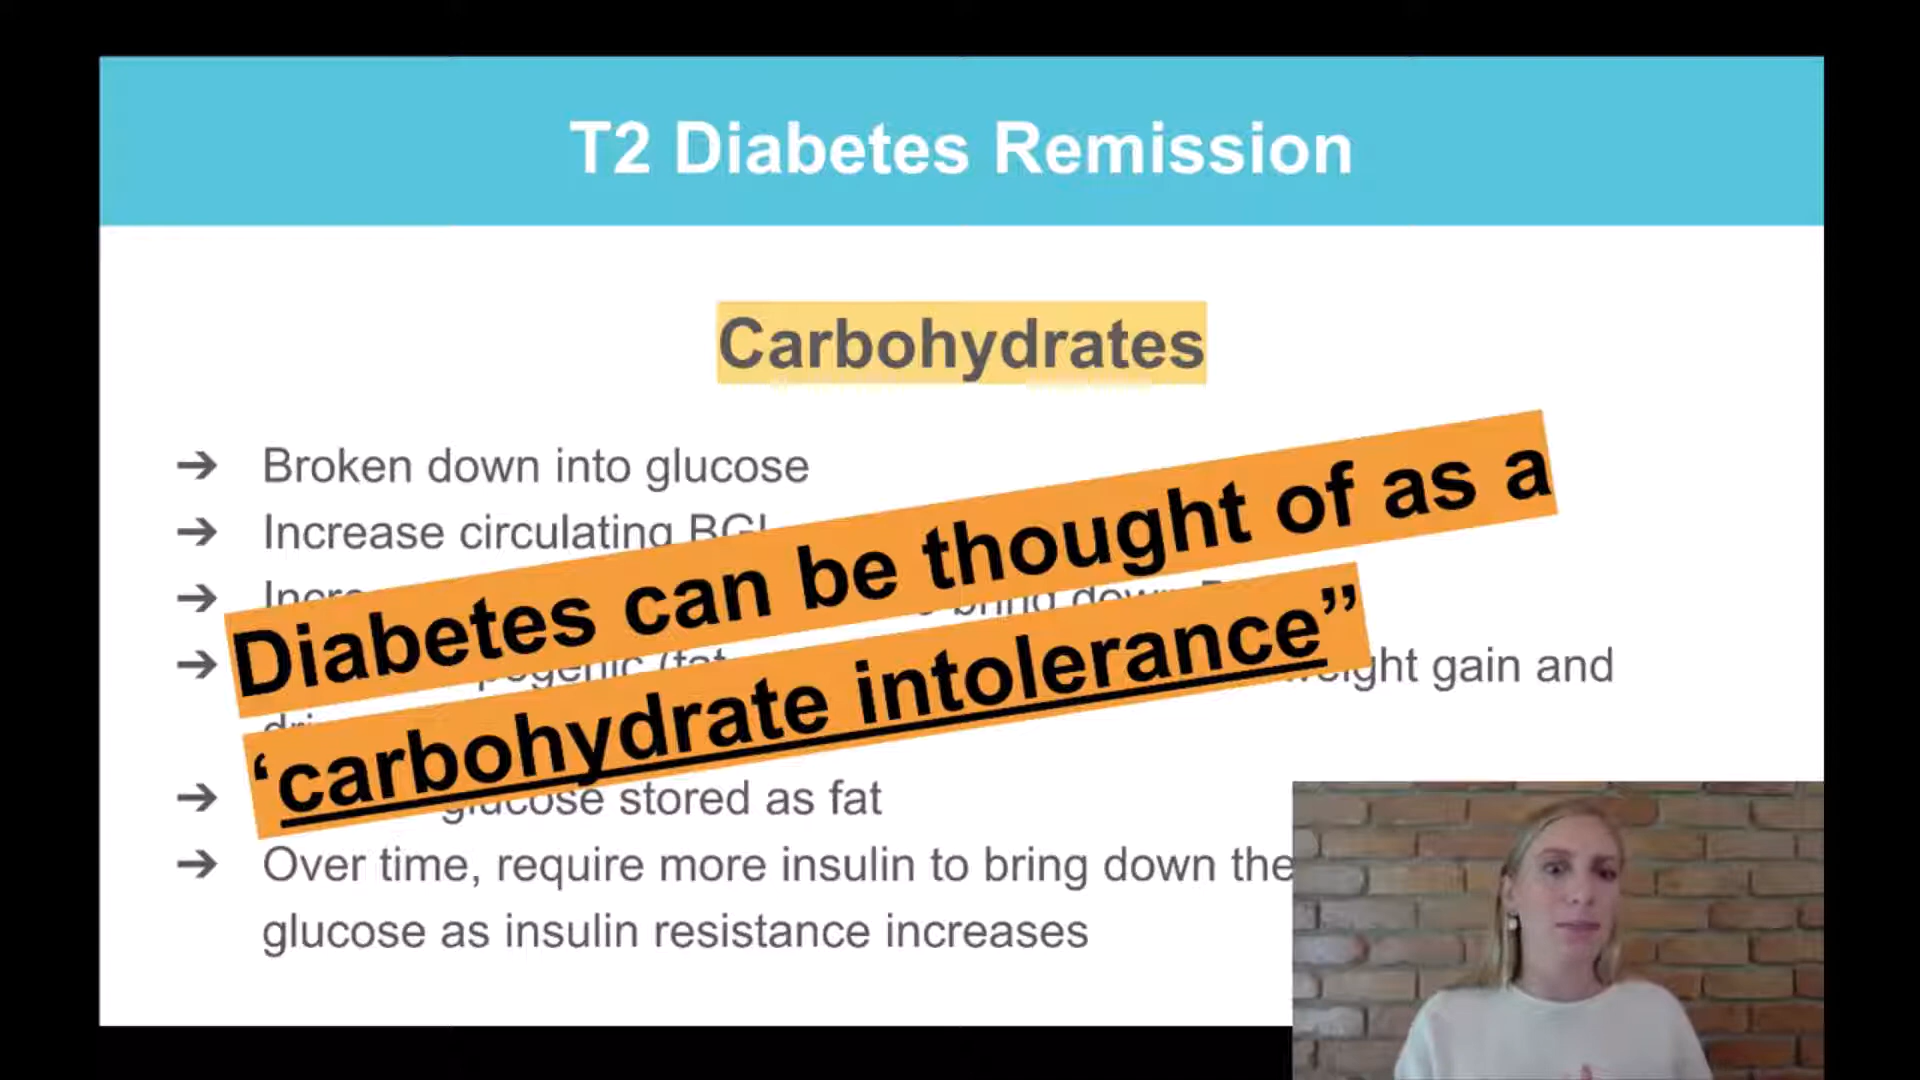 T2 Diabetes Remission
Carbohydrates
➔ Broken down into glucose
➔ Increase circulating BGL
Diabetes can be thought of as a
‘carbohydrate intolerance”
➔ bring down
➔ weight gain and
➔ glucose stored as fat
➔ Over time, require more insulin to bring down the
glucose as insulin resistance increases